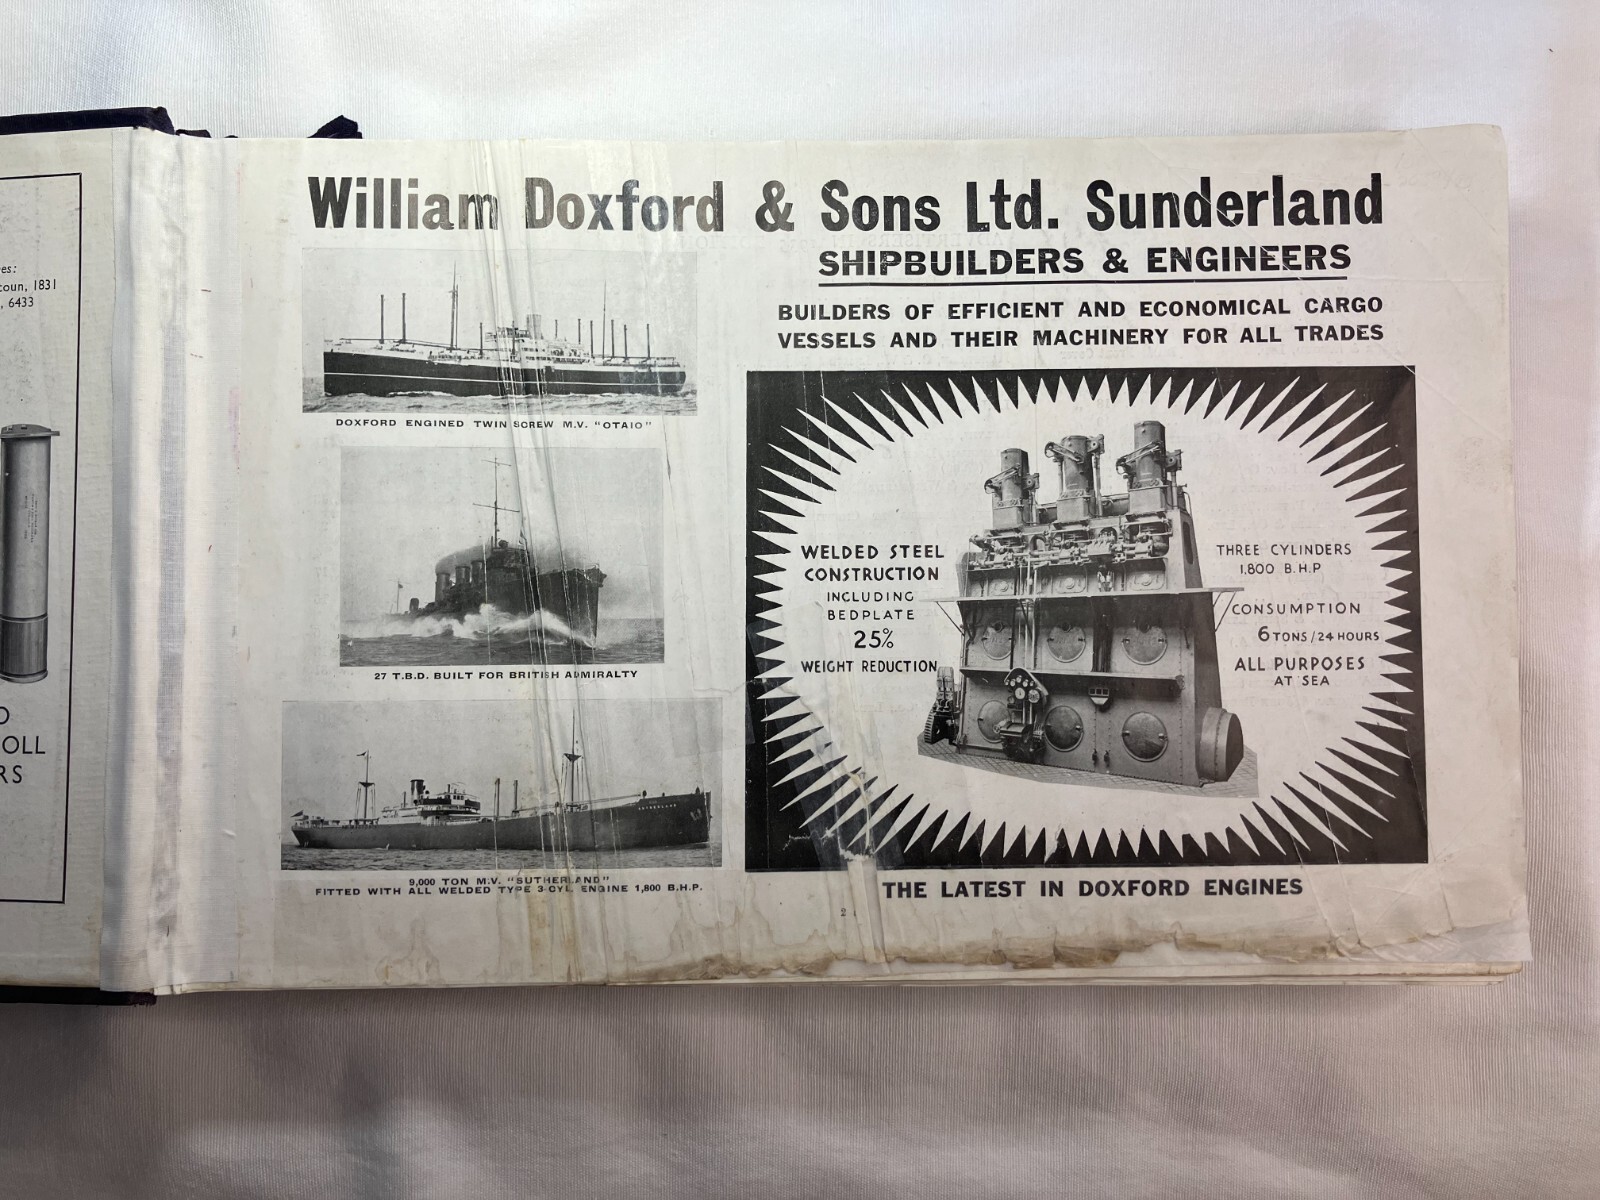 William Doxford & Sons Ltd. Sunderland
SHIPBUILDERS & ENGINEERS
BUILDERS OF EFFICIENT AND ECONOMICAL CARGO
VESSELS AND THEIR MACHINERY FOR ALL TRADES
DOXFORD ENGINED TWIN SCREW M.V. "OTAIO"
27 T.B.D. BUILT FOR BRITISH ADMIRALTY
SUTHERLAND
9,000 TON M.V. "SUTHERLAND"
FITTED WITH ALL WELDED TYPE 3 CYL. ENGINE 1,800 B.H.P.
WELDED STEEL
CONSTRUCTION
INCLUDING
BEDPLATE
25%
WEIGHT REDUCTION
THREE CYLINDERS
1,800 B.H.P
CONSUMPTION
6 TONS/24 HOURS
ALL PURPOSES
AT SEA
THE LATEST IN DOXFORD ENGINES
2
es:
coun, 1831
, 6433
O
OLL
RS